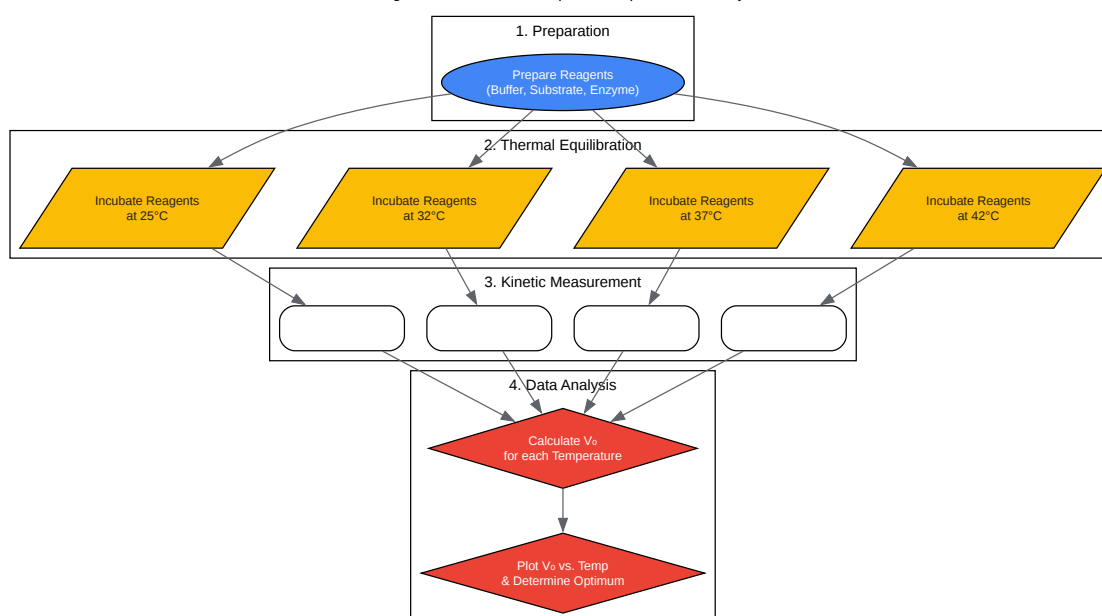 1. Preparation
Prepare Reagents
(Buffer, Substrate, Enzyme)
2. Thermal Equilibration
Incubate Reagents
at 25°C
Incubate Reagents
at 32°C
Incubate Reagents
at 37°C
Incubate Reagents
at 42°C
3. Kinetic Measurement
4. Data Analysis
Calculate V₀
for each Temperature
Plot V₀ vs. Temp
& Determine Optimum